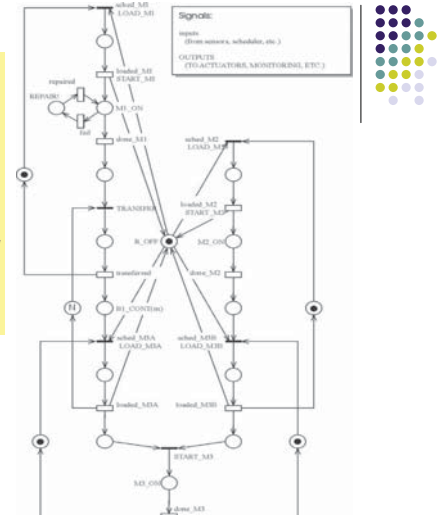 sched_M1
LOAD_M1
Signals:
inputs
(from sensors, scheduler, etc.)
OUTPUTS
(TO ACTUATORS, MONITORING, ETC.)
loaded_M1
START_M1
repaired
REPAIR?
M1_ON
fail
done_M1
sched_M2
LOAD_M2
loaded_M2
START_M2
TRANSFER
R_OFF
M2_ON
transferred
done_M2
N
B1_CONT(m)
sched_M3A
LOAD_M3A
sched_M3B
LOAD_M3B
loaded_M3A
loaded_M3B
START_M3
M3_ON
done_M3